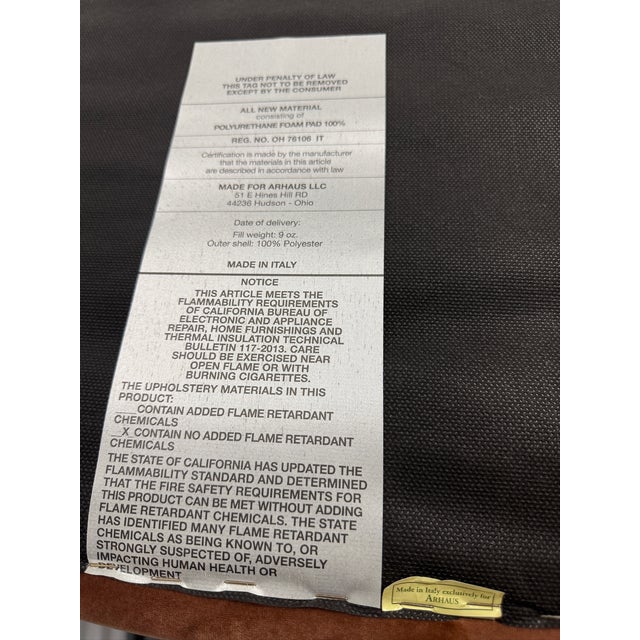 UNDER PENALTY OF LAW
THIS TAG NOT TO BE REMOVED
EXCEPT BY THE CONSUMER
ALL NEW MATERIAL
consisting of
POLYURETHANE FOAM PAD 100%
REG. NO. OH 76106 IT
Certification is made by the manufacturer
that the materials in this article
are described in accordance with law
MADE FOR ARHAUS LLC
51 E Hines Hill RD
44236 Hudson - Ohio
Date of delivery:
Fill weight: 9 oz.
Outer shell: 100% Polyester
MADE IN ITALY
NOTICE
THIS ARTICLE MEETS THE
FLAMMABILITY REQUIREMENTS
OF CALIFORNIA BUREAU OF
ELECTRONIC AND APPLIANCE
REPAIR, HOME FURNISHINGS AND
THERMAL INSULATION TECHNICAL
BULLETIN 117-2013. CARE
SHOULD BE EXERCISED NEAR
OPEN FLAME OR WITH
BURNING CIGARETTES.
THE UPHOLSTERY MATERIALS IN THIS
PRODUCT:
___CONTAIN ADDED FLAME RETARDANT
CHEMICALS
_X CONTAIN NO ADDED FLAME RETARDANT
CHEMICALS
THE STATE OF CALIFORNIA HAS UPDATED THE
FLAMMABILITY STANDARD AND DETERMINED
THAT THE FIRE SAFETY REQUIREMENTS FOR
THIS PRODUCT CAN BE MET WITHOUT ADDING
FLAME RETARDANT CHEMICALS. THE STATE
HAS IDENTIFIED MANY FLAME RETARDANT
CHEMICALS AS BEING KNOWN TO, OR
STRONGLY SUSPECTED OF, ADVERSELY
IMPACTING HUMAN HEALTH OR
DEVELOPMENT
Made in Italy exclusively for
ARHAUS